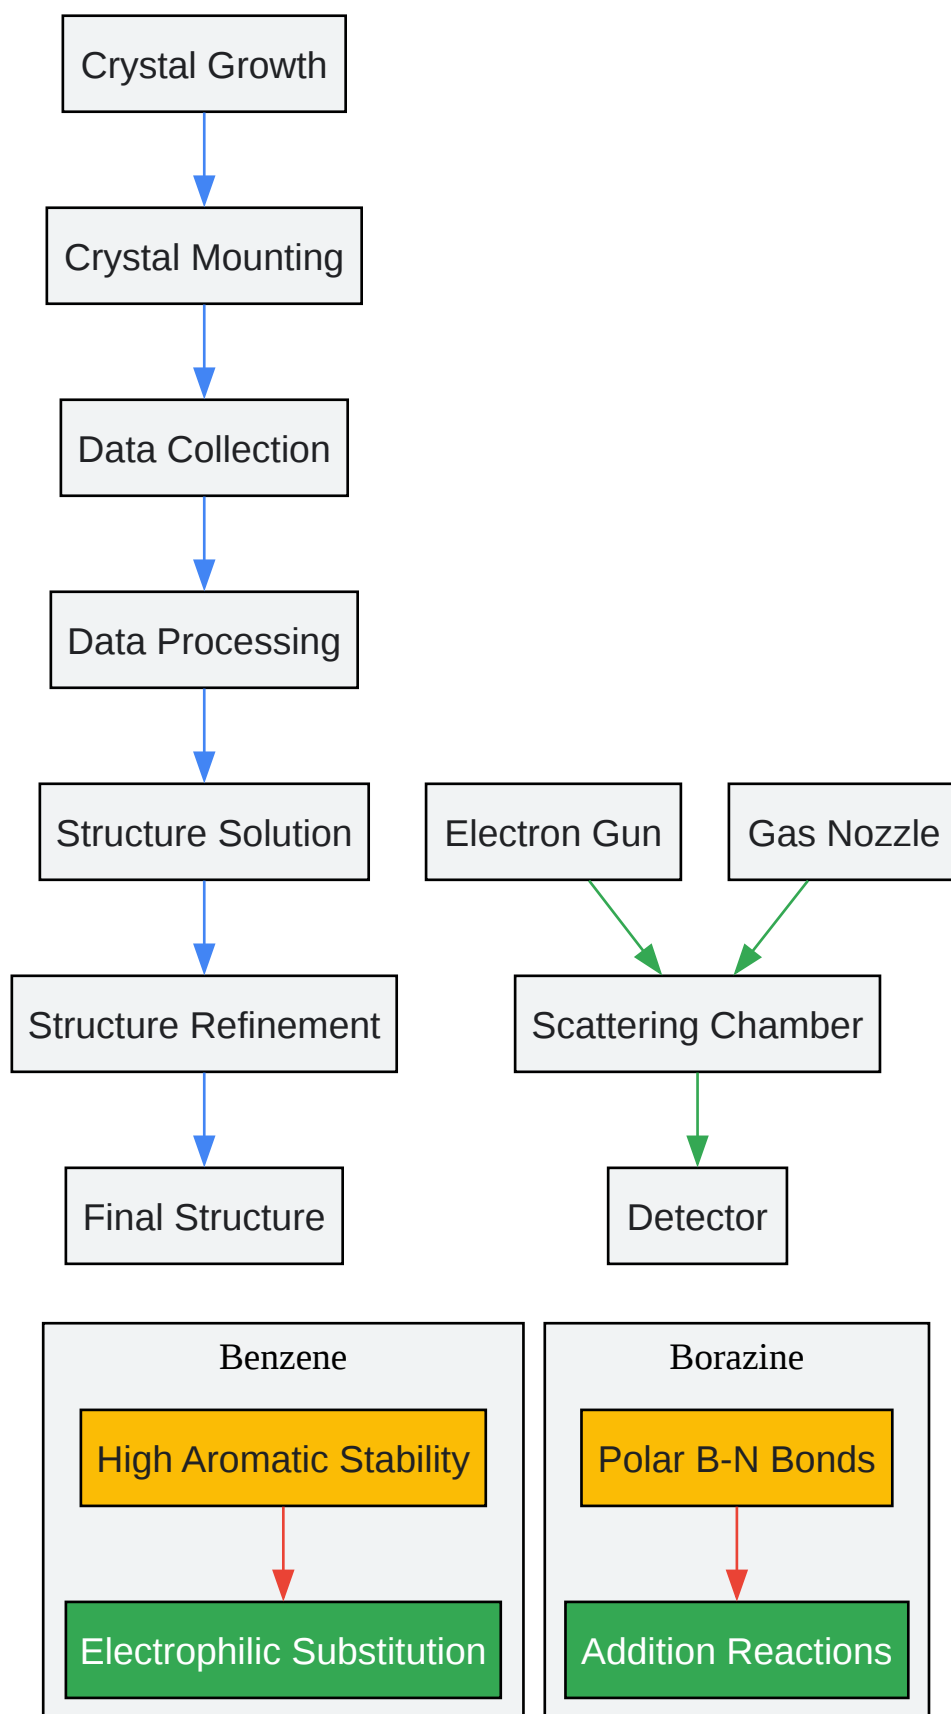 Crystal Growth
Crystal Mounting
Data Collection
Data Processing
Structure Solution
Structure Refinement
Final Structure
Electron Gun
Gas Nozzle
Scattering Chamber
Detector
Benzene
High Aromatic Stability
Electrophilic Substitution
Borazine
Polar B-N Bonds
Addition Reactions